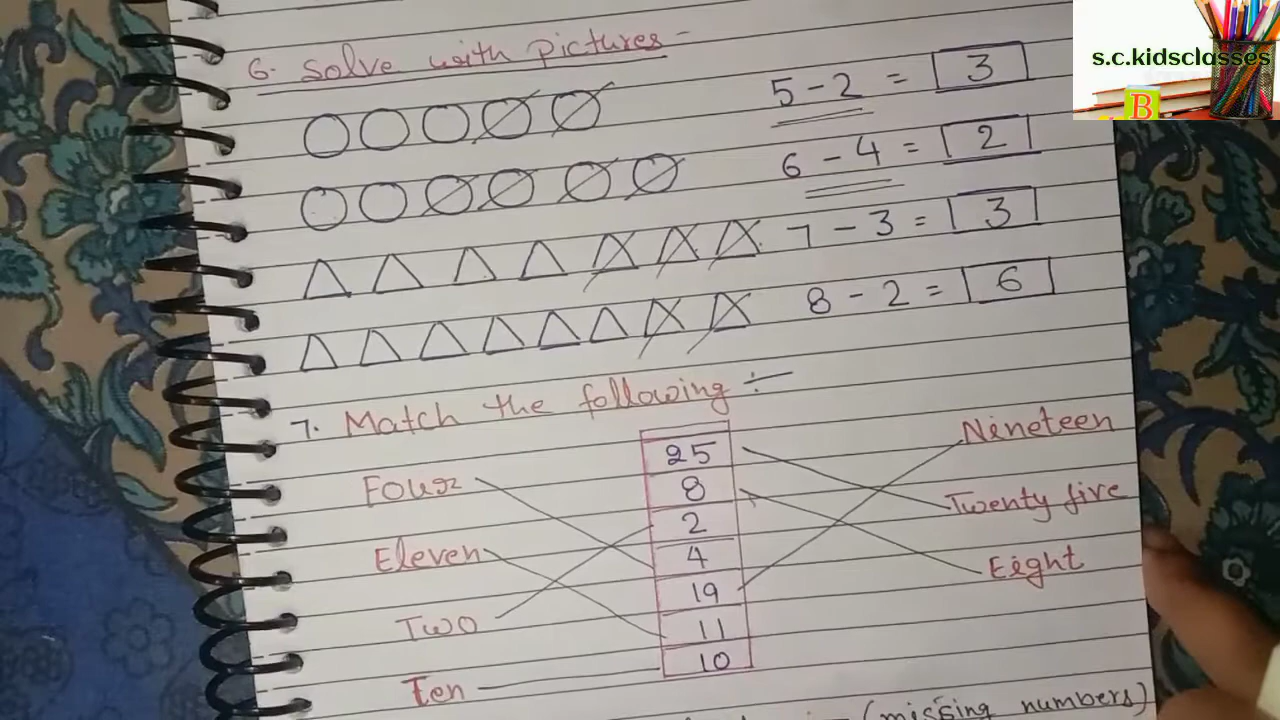 6. Solve with pictures -
5 - 2 = 3
6 - 4 = 2
7 - 3 = 3
8 - 2 = 6
7. Match the following :-
25
8
2
4
19
11
10
Four
Eleven
Two
Ten
Nineteen
Twenty five
Eight
(missing numbers)
s.c.kidsclasses
B